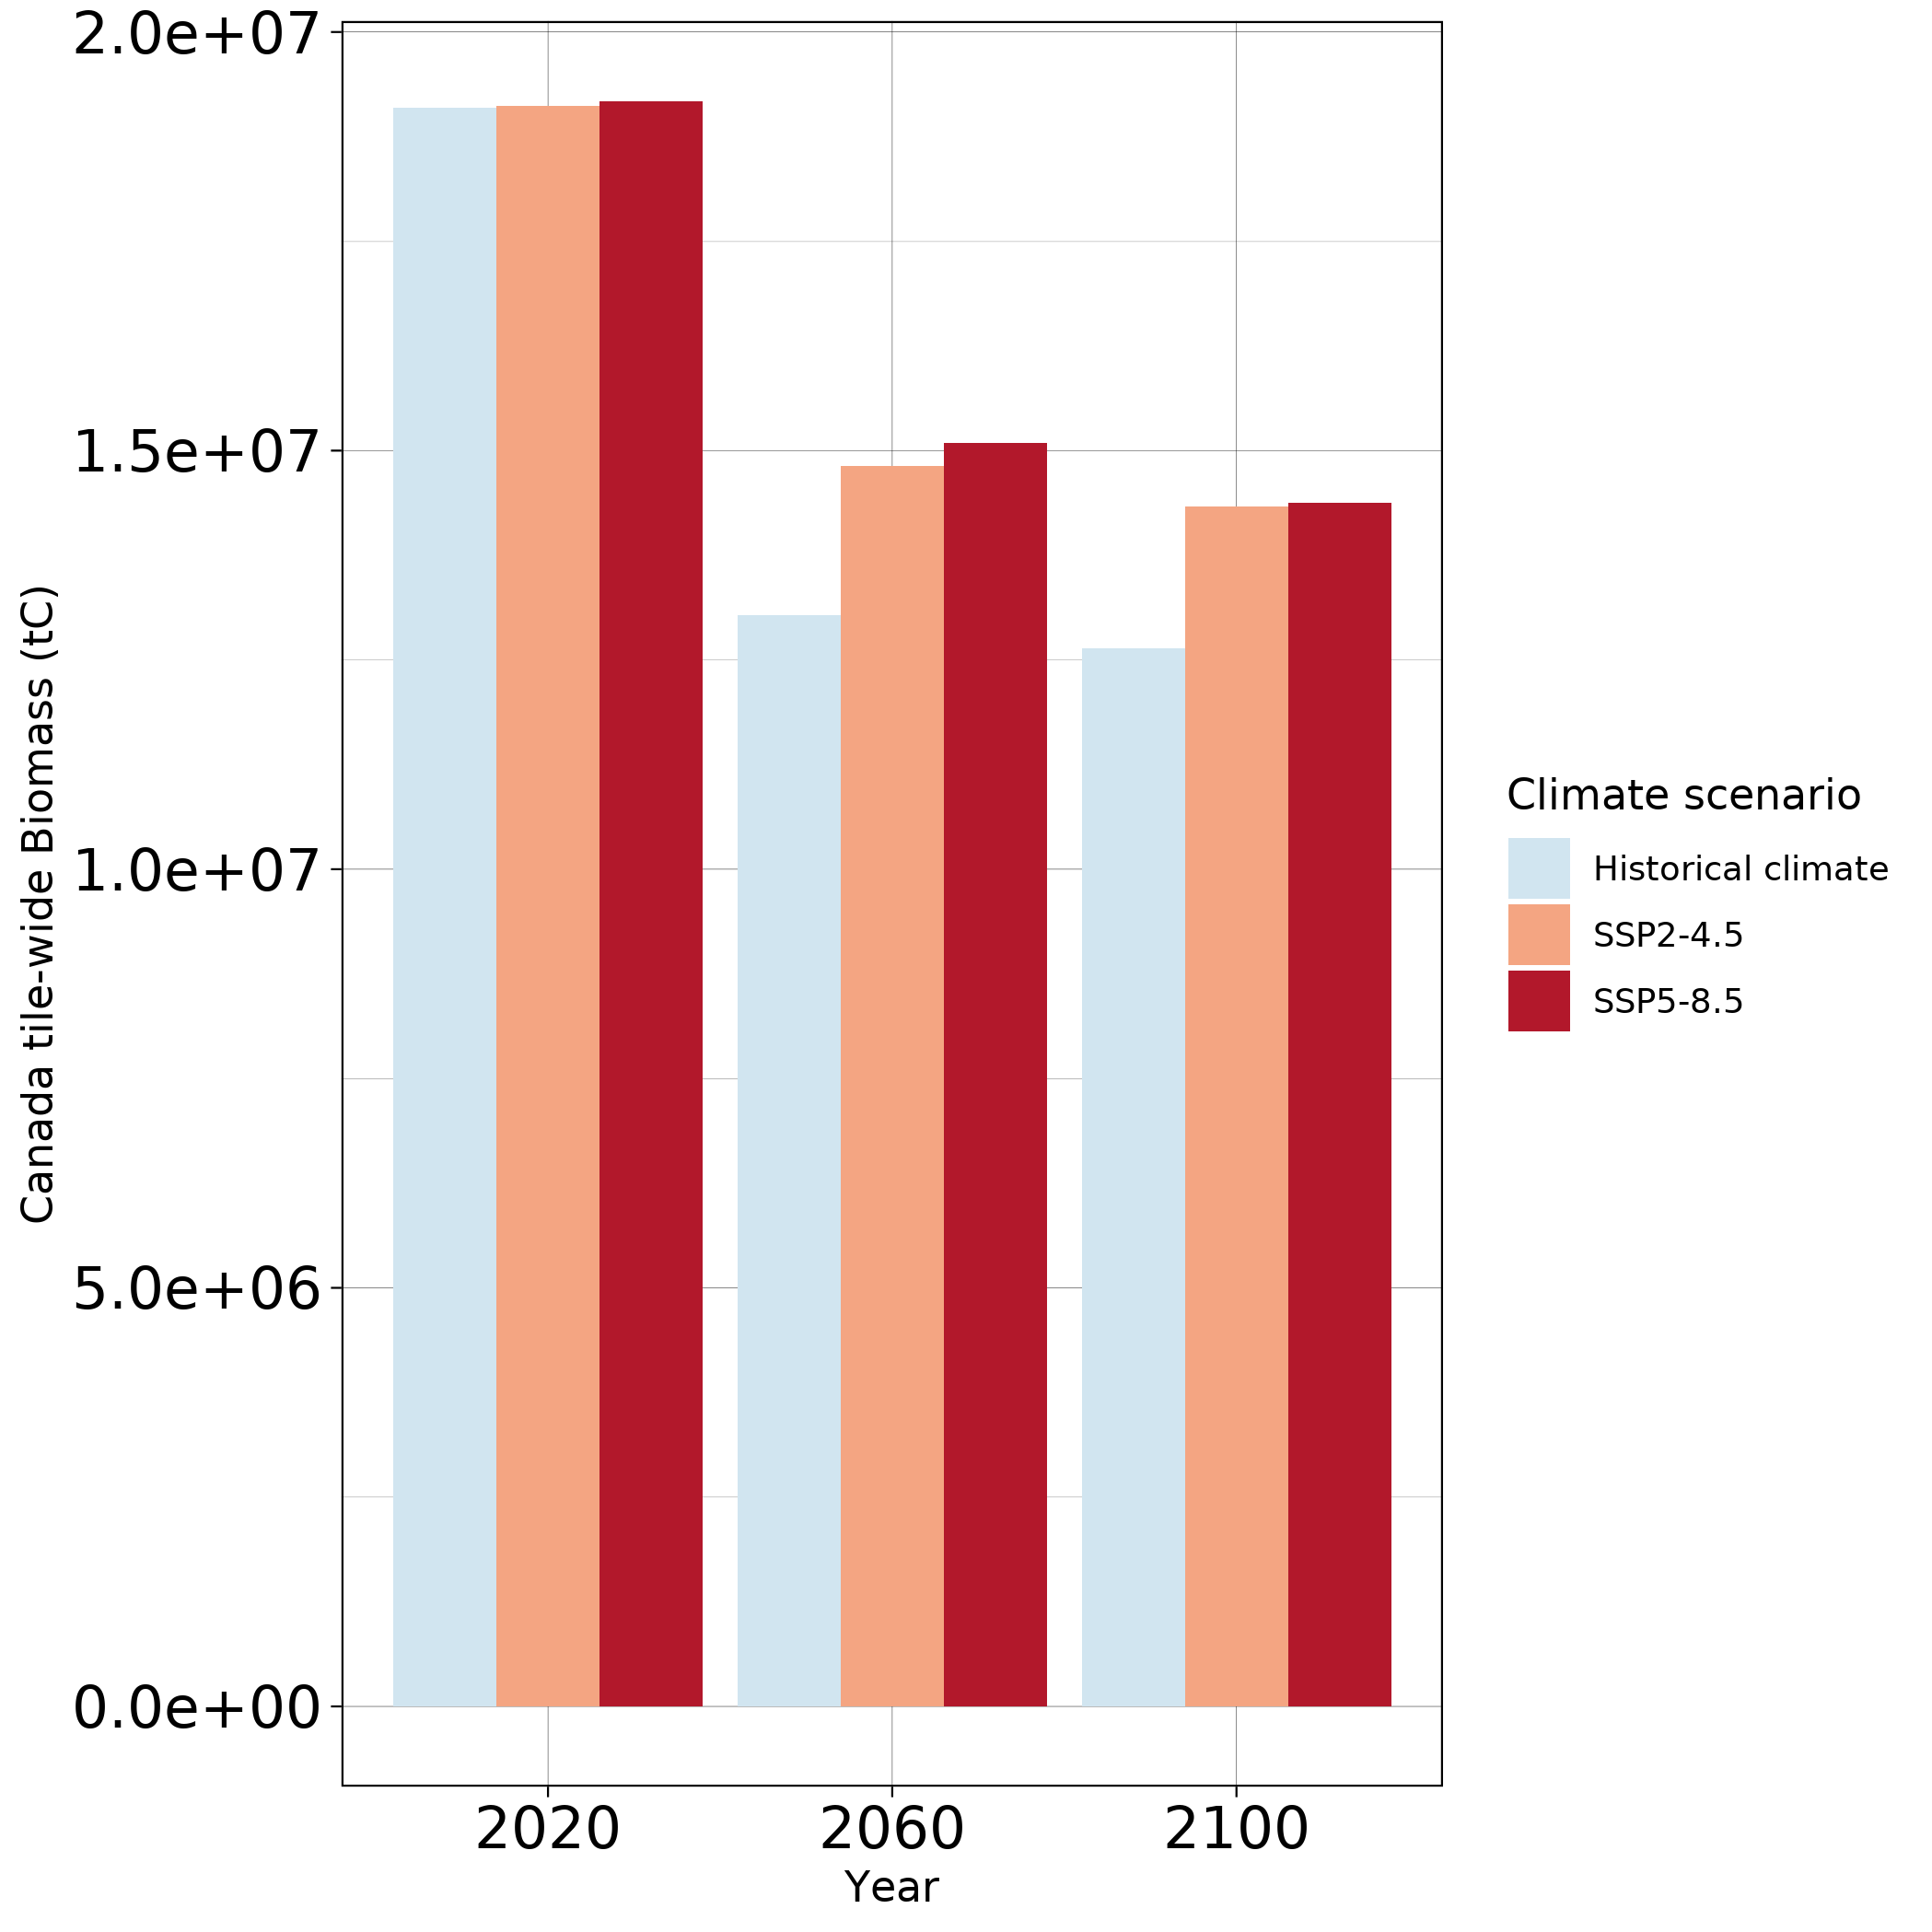 Canada tile-wide Biomass (tC)
2.0e+07
1.5e+07
1.0e+07
5.0e+06
0.0e+00
2020 2060 2100
Year
Climate scenario
Historical climate
SSP2-4.5
SSP5-8.5